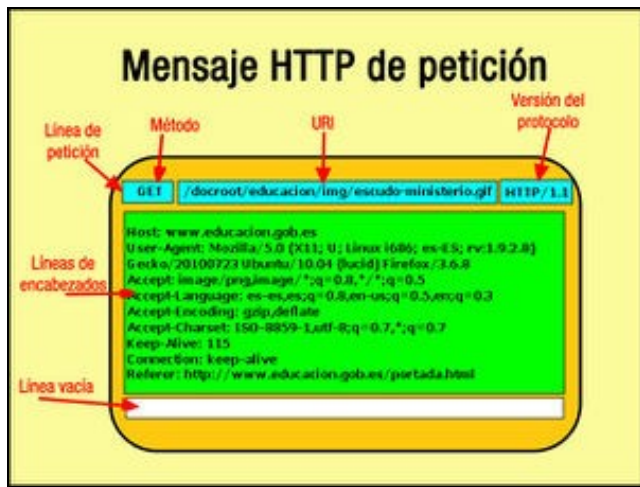 Mensaje HTTP de petición
Línea de petición
Método
URI
Versión del protocolo
GET /docroot/educacion/img/escudo-ministerio.gif HTTP/1.1
Líneas de encabezados
Host: www.educacion.gob.es
User-Agent: Mozilla/5.0 (X11; U; Linux i686; es-ES; rv:1.9.2.8)
Gecko/20100723 Ubuntu/10.04 (lucid) Firefox/3.6.8
Accept: image/png,image/*;q=0.8,*/*;q=0.5
Accept-Language: es-es,es;q=0.8,en-us;q=0.5,en;q=0.3
Accept-Encoding: gzip,deflate
Accept-Charset: ISO-8859-1,utf-8;q=0.7,*;q=0.7
Keep-Alive: 115
Connection: keep-alive
Referer: http://www.educacion.gob.es/portada.html
Línea vacía